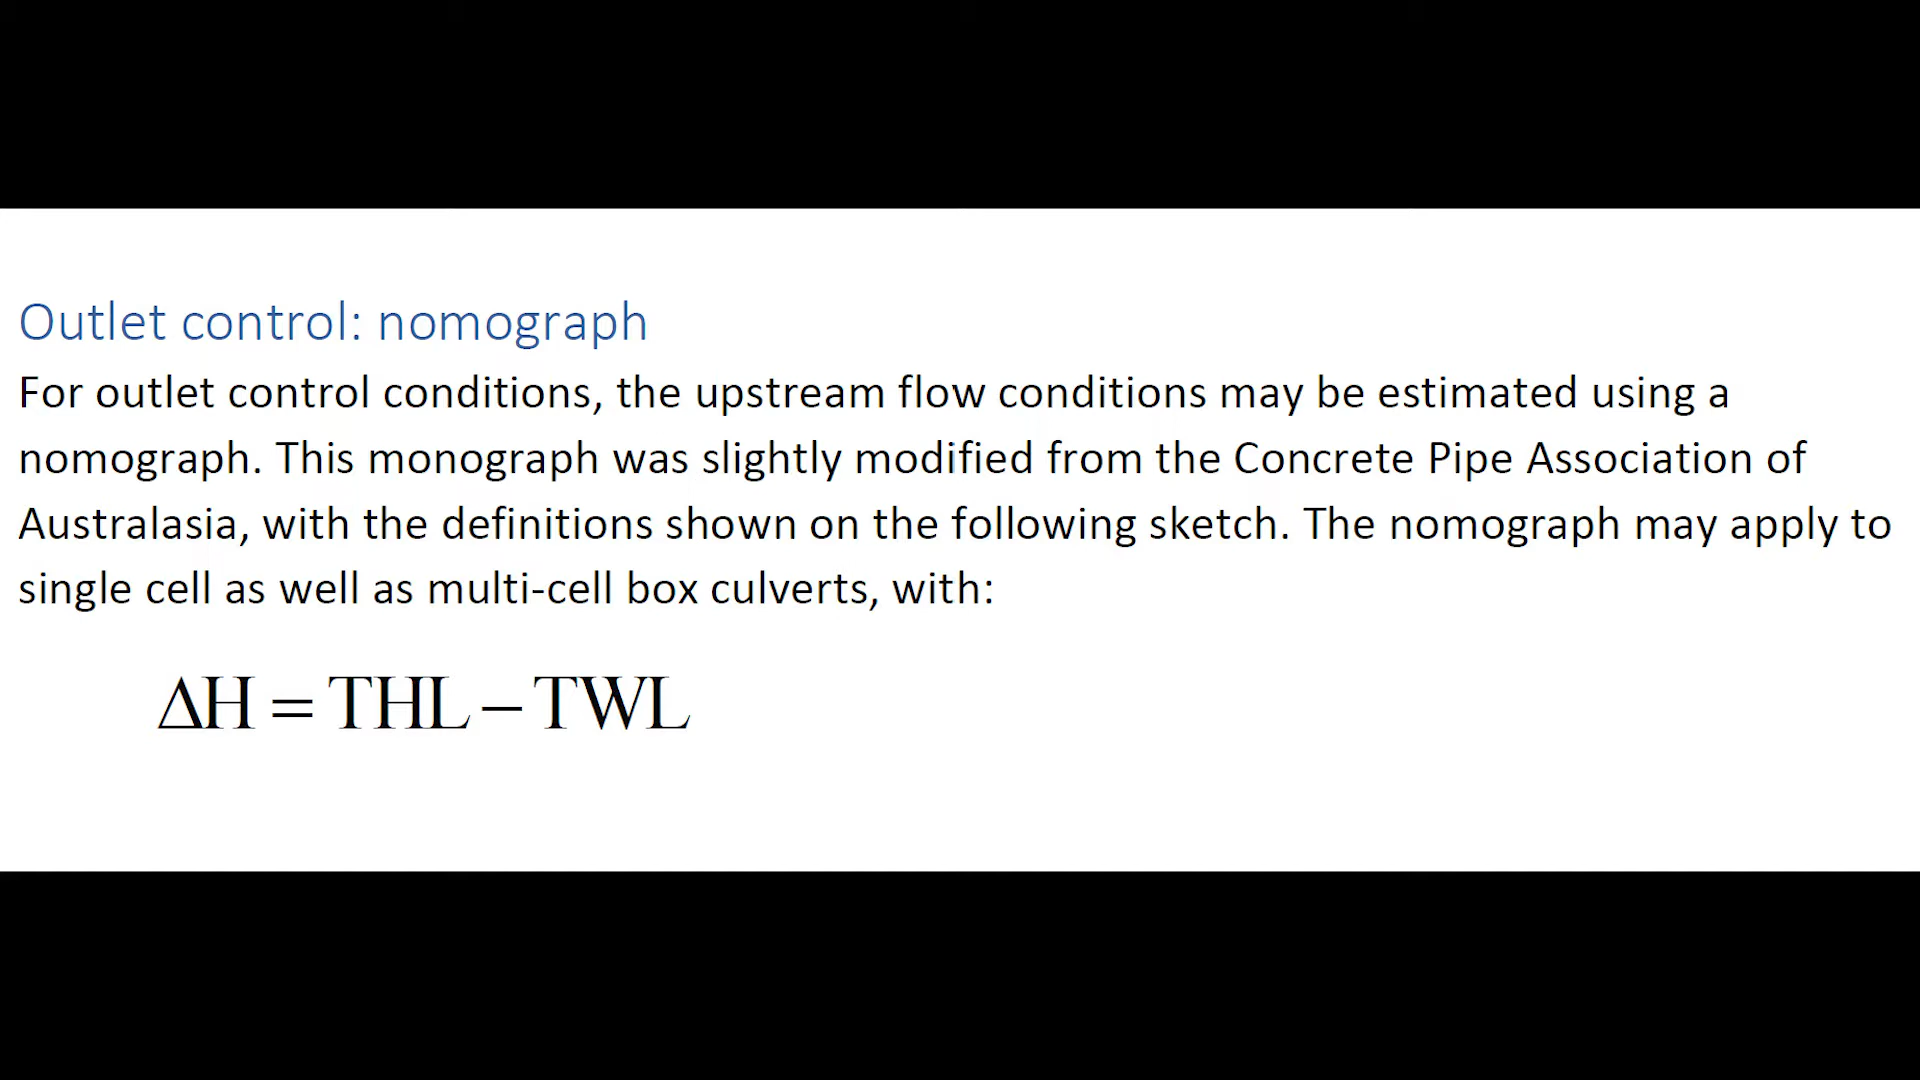 Outlet control: nomograph
For outlet control conditions, the upstream flow conditions may be estimated using a
nomograph. This monograph was slightly modified from the Concrete Pipe Association of
Australasia, with the definitions shown on the following sketch. The nomograph may apply to
single cell as well as multi-cell box culverts, with:
ΔH = THL – TWL